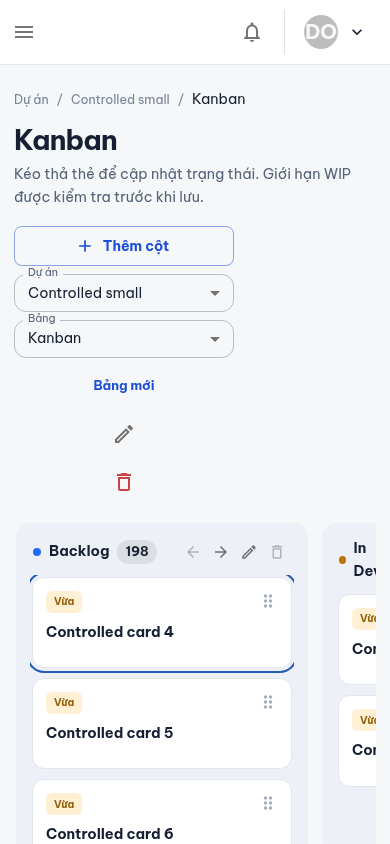 DO
Dự án / Controlled small / Kanban
Kanban
Kéo thả thẻ để cập nhật trạng thái. Giới hạn WIP
được kiểm tra trước khi lưu.
Thêm cột
Dự án
Controlled small
Bảng
Kanban
Bảng mới
Backlog 198
Vừa
Controlled card 4
Vừa
Controlled card 5
Vừa
Controlled card 6
In